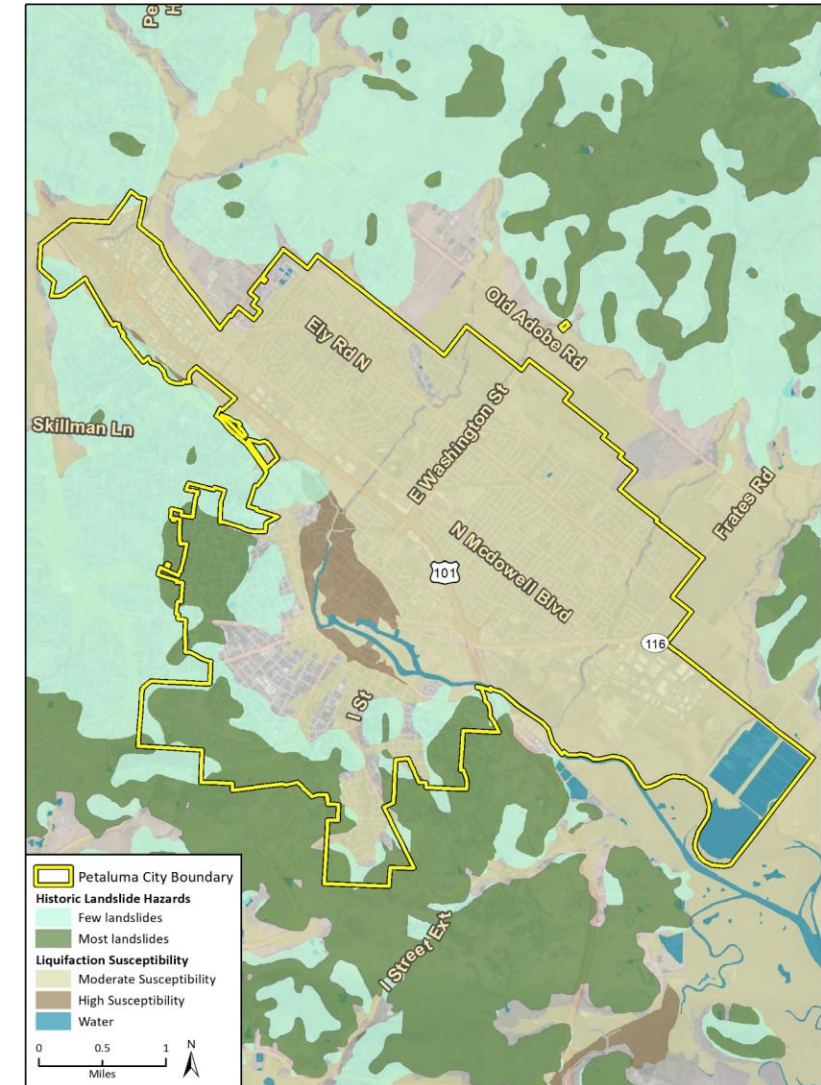 Pe
H
Ely Rd N
Old Adobe Rd
Skillman Ln
E Washington St
Frates Rd
N Mcdowell Blvd
101
116
I St
I Street Ext
Petaluma City Boundary
Historic Landslide Hazards
Few landslides
Most landslides
Liquifaction Susceptibility
Moderate Susceptibility
High Susceptibility
Water
0 0.5 1
Miles
N